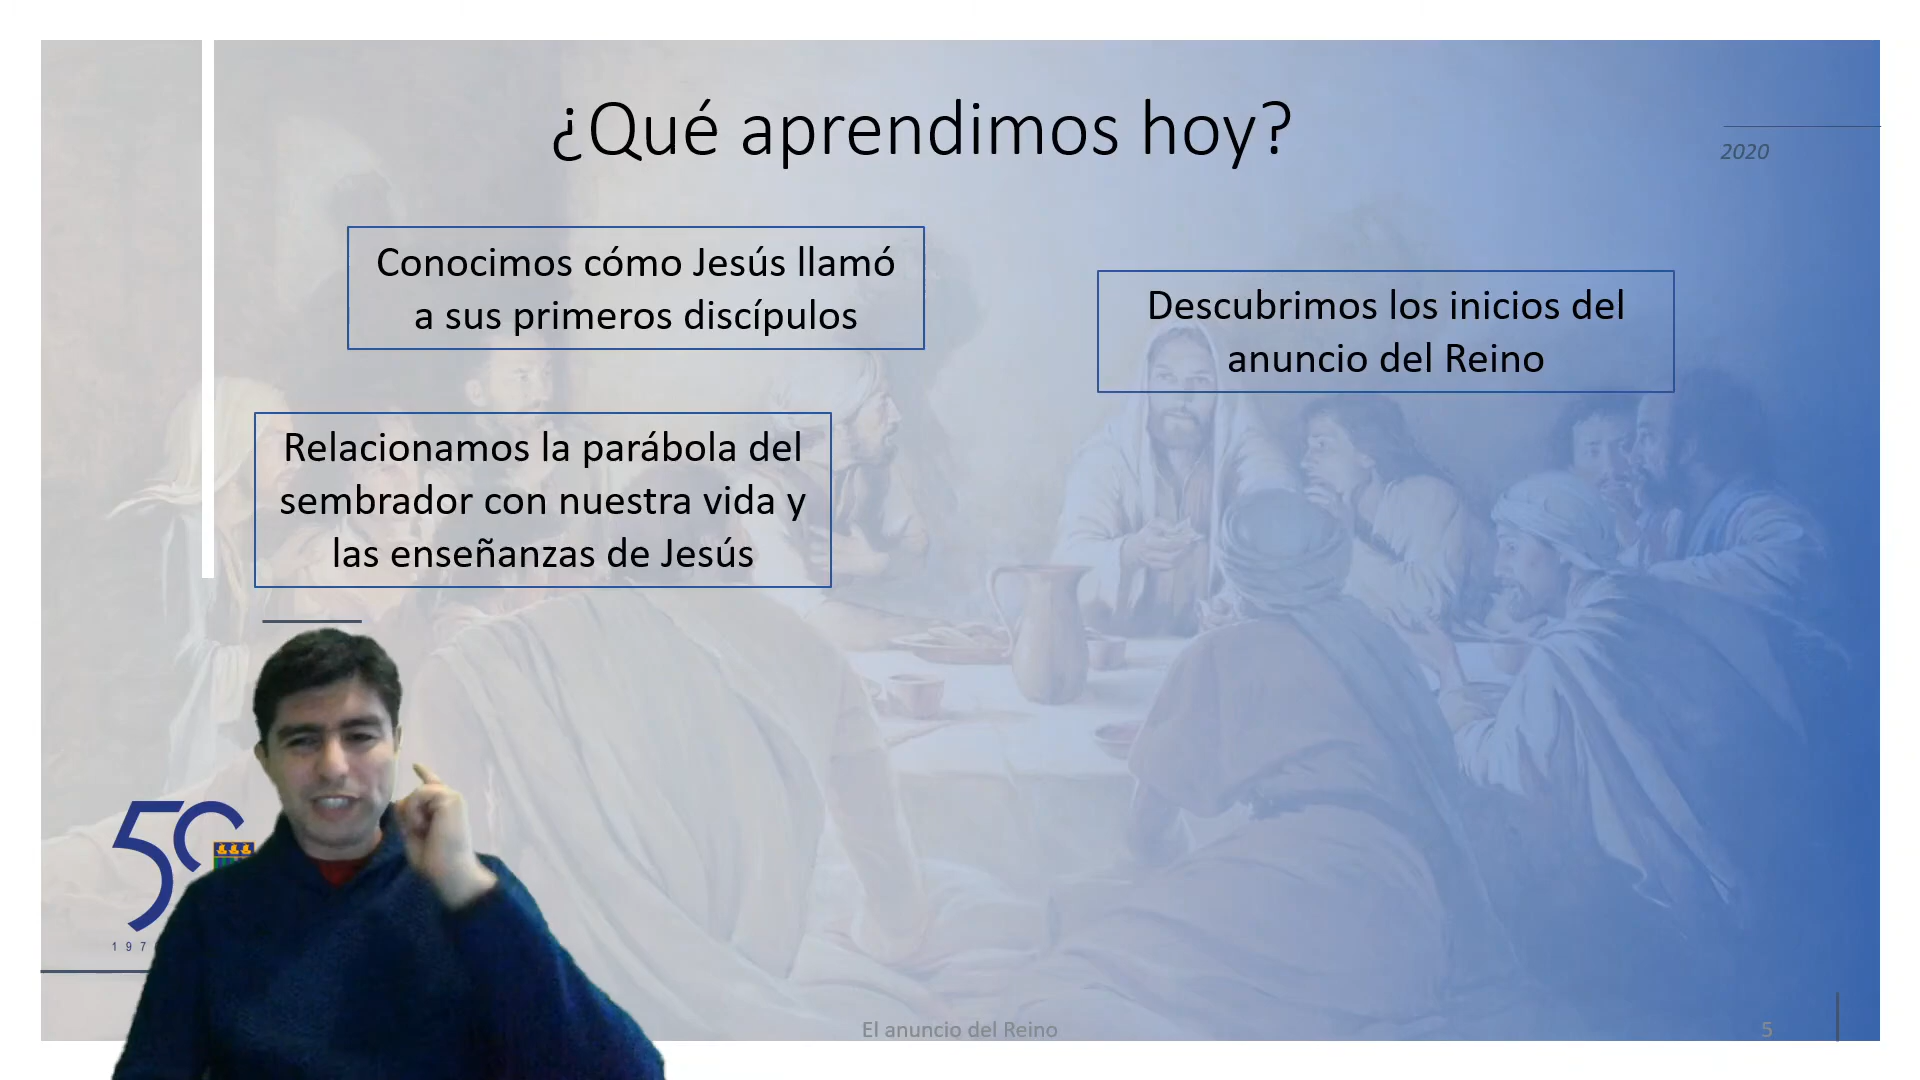 ¿Qué aprendimos hoy?
2020
Conocimos cómo Jesús llamó
a sus primeros discípulos
Descubrimos los inicios del
anuncio del Reino
Relacionamos la parábola del
sembrador con nuestra vida y
las enseñanzas de Jesús
50
El anuncio del Reino
5